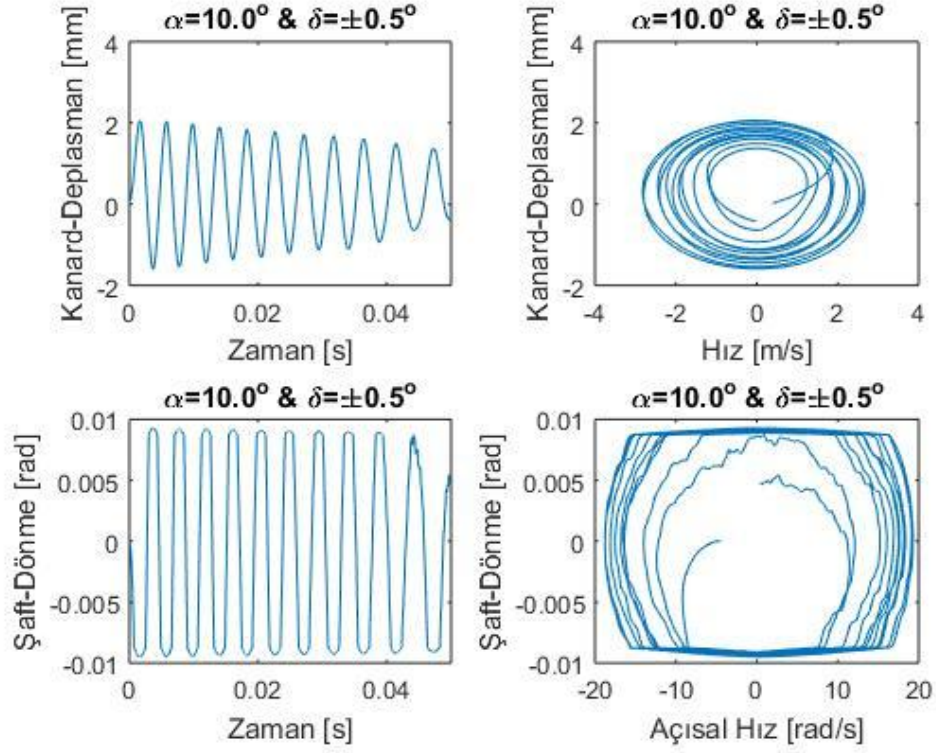 α=10.0° & δ=±0.5°
Kanard-Deplasman [mm]
4
2
0
-2
0
0.02
0.04
Zaman [s]
α=10.0° & δ=±0.5°
Kanard-Deplasman [mm]
4
2
0
-2
-4
-2
0
2
4
Hız [m/s]
α=10.0° & δ=±0.5°
Şaft-Dönme [rad]
0.01
0.005
0
-0.005
-0.01
0
0.02
0.04
Zaman [s]
α=10.0° & δ=±0.5°
Şaft-Dönme [rad]
0.01
0.005
0
-0.005
-0.01
-20
-10
0
10
20
Açısal Hız [rad/s]